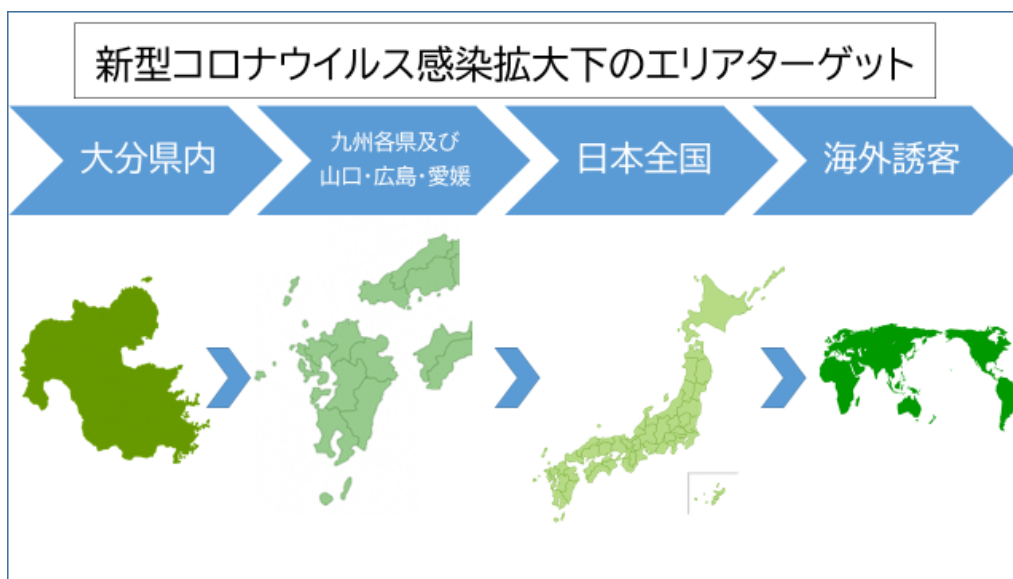 新型コロナウイルス感染拡大下のエリアターゲット
大分県内
九州各県及び
山口・広島・愛媛
日本全国
海外誘客